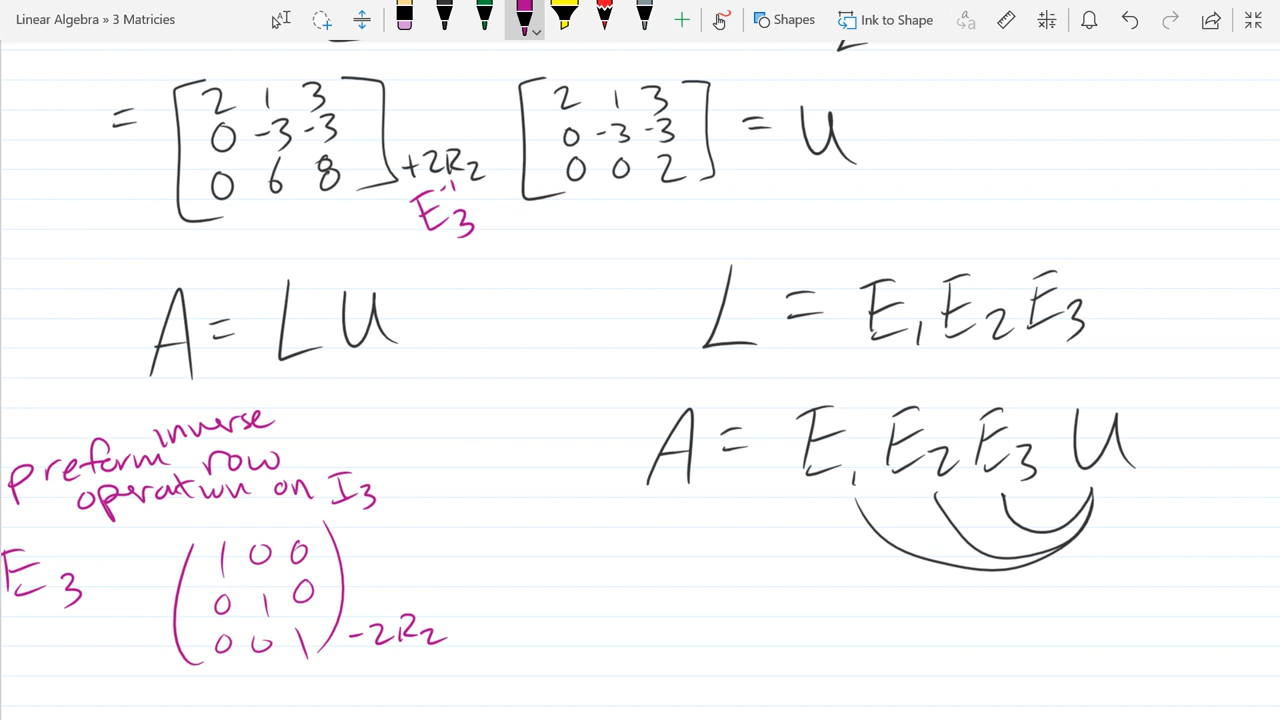 Linear Algebra » 3 Matricies
Shapes
Ink to Shape
= [2 1 3
0 -3 -3
0 6 8] +2R₂
E₃⁻¹
[2 1 3
0 -3 -3
0 0 2] = U
A = LU
L = E₁E₂E₃
A = E₁E₂E₃U
preform inverse
row
operation on I₃
E₃
(1 0 0
0 1 0
0 0 1) -2R₂